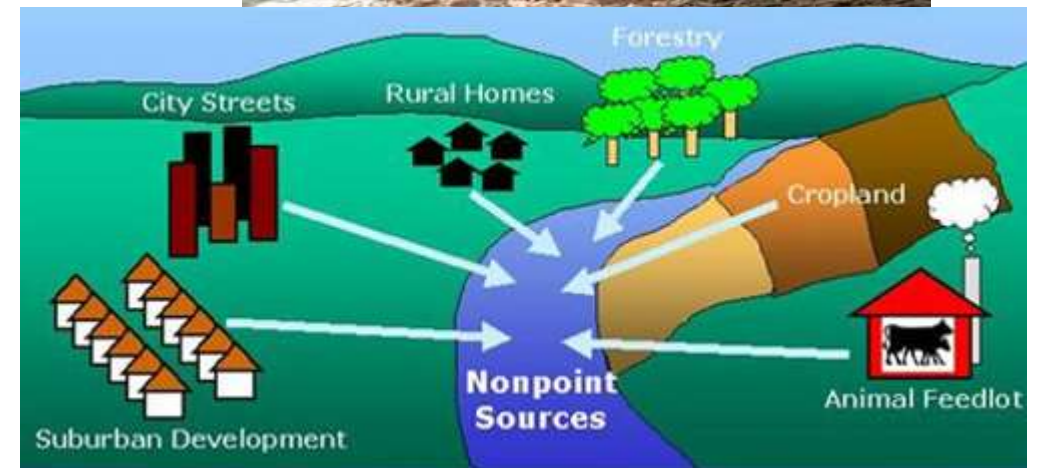 Forestry
City Streets
Rural Homes
Cropland
Nonpoint
Sources
Animal Feedlot
Suburban Development